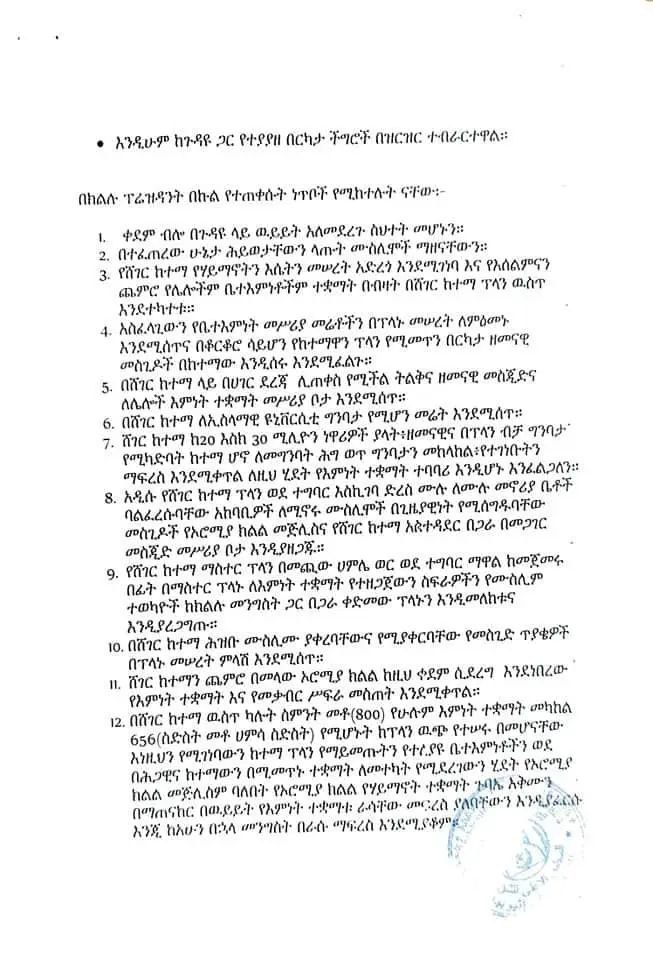 • እንዲሁም ከጉዳዩ ጋር የተያያዘ በርካታ ችግሮች በዝርዝር ተብራርተዋል።
በክልሉ ፕሬዝዳንት በኩል የተጠቀሱት ነጥቦች የሚከተሉት ናቸው፡-
1. ቀደም ብሎ በጉዳዩ ላይ ዉይይት አለመደረጉ ስህተት መሆኑን።
2. በተፈጠረው ሁኔታ ሕይወታቸውን ላጡት ሙስሊሞች ማዘናቸውን።
3. የሸገር ከተማ የሃይማኖትን እሴትን መሠረት አድረጎ እንደሚገነባ እና የእስልምናን
ጨምሮ የሌሎችም ቤተእምነቶችም ተቋማት በብዛት በሸገር ከተማ ፕላን ዉስጥ
እንደተካተቱ።
4. አስፈላጊውን የቤተእምነት መሥሪያ መሬቶችን በፕላኑ መሠረት ለምዕመኑ
እንደሚሰጥና በቆርቆሮ ሳይሆን የከተማዋን ፕላን የሚመጥን በርካታ ዘመናዊ
መስጊዶች በከተማው እንዲሰሩ እንደሚፈልጉ።
5. በሸገር ከተማ ላይ በሀገር ደረጃ ሊጠቀስ የሚችል ትልቅና ዘመናዊ መስጂድና
ለሌሎች እምነት ተቋማት መሥሪያ ቦታ እንደሚሰጥ።
6. በሸገር ከተማ ለኢስላማዊ ዩኒቨርሲቲ ግንባታ የሚሆን መሬት እንደሚሰጥ።
7. ሸገር ከተማ ከ20 እስከ 30 ሚሊዮን ነዋሪዎች ያላት፥ዘመናዊና በፕላን ብቻ ግንባታ
የሚካድባት ከተማ ሆኖ ለመግንባት ሕግ ወጥ ግንባታን መከላከል፥የተገነቡትን
ማፍረስ እንደሚቀጥል ለዚህ ሂደት የእምነት ተቋማት ተባባሪ እንዲሆኑ እንፈልጋለን።
8. አዲሱ የሸገር ከተማ ፕላን ወደ ተግባር እስኪገባ ድረስ ሙሉ ለሙሉ መኖሪያ ቤቶች
ባልፈረሱባቸው አከባቢዎች ለሚኖሩ ሙስሊሞች በጊዜያዊነት የሚሰግዱባቸው
መስጊዶች የኦሮሚያ ክልል መጅሊስና የሸገር ከተማ አስተዳደር በጋራ በመጋገር
መስጂድ መሥሪያ ቦታ እንዲያዘጋጁ።
9. የሸገር ከተማ ማስተር ፕላን በመጪው ሀምሌ ወር ወደ ተግባር ማዋል ከመጀመሩ
በፊት በማስተር ፕላኑ ለእምነት ተቋማት የተዘጋጀውን ስፍራዎችን የሙስሊም
ተወካዮች ከክልሉ መንግስት ጋር በጋራ ቀድመው ፕላኑን እንዲመለከቱና
እንዲያረጋግጡ።
10. በሸገር ከተማ ሕዝቡ ሙስሊሙ ያቀረባቸውና የሚያቀርባቸው የመስጊድ ጥያቄዎች
በፕላኑ መሠረት ምላሽ እንደሚሰጥ።
11. ሸገር ከተማን ጨምሮ በመላው ኦሮሚያ ክልል ከዚህ ቀደም ሲደረግ እንደነበረው
የእምነት ተቋማት እና የመቃብር ሥፍራ መስጠት እንደሚቀጥል።
12. በሸገር ከተማ ዉስጥ ካሉት ስምንት መቶ(800) የሁሉም እምነት ተቋማት መካከል
656(ስድስት መቶ ሀምሳ ስድስት) የሚሆኑት ከፕላን ዉጭ የተሠሩ በመሆናቸው
እነዚህን የሚገነባውን ከተማ ፕላን የማይመጡትን የተለያዩ ቤተእምነቶችን ወደ
በሕጋዊና ከተማውን በሚመጥኑ ተቋማት ለመተካት የሚደረገውን ሂደት የኦሮሚያ
ክልል መጅሊስም ባለበት የኦሮሚያ ክልል የሃይማኖት ተቋማት ጉባኤ አቅሙን
በማጠናከር በዉይይት የእምነት ተቋማቱ ራሳቸው መፍረስ ያለባቸውን እንዲያፈርሱ
እንጂ ከአሁን በኃላ መንግስት በራሱ ማፍረስ እንደሚያቆም።